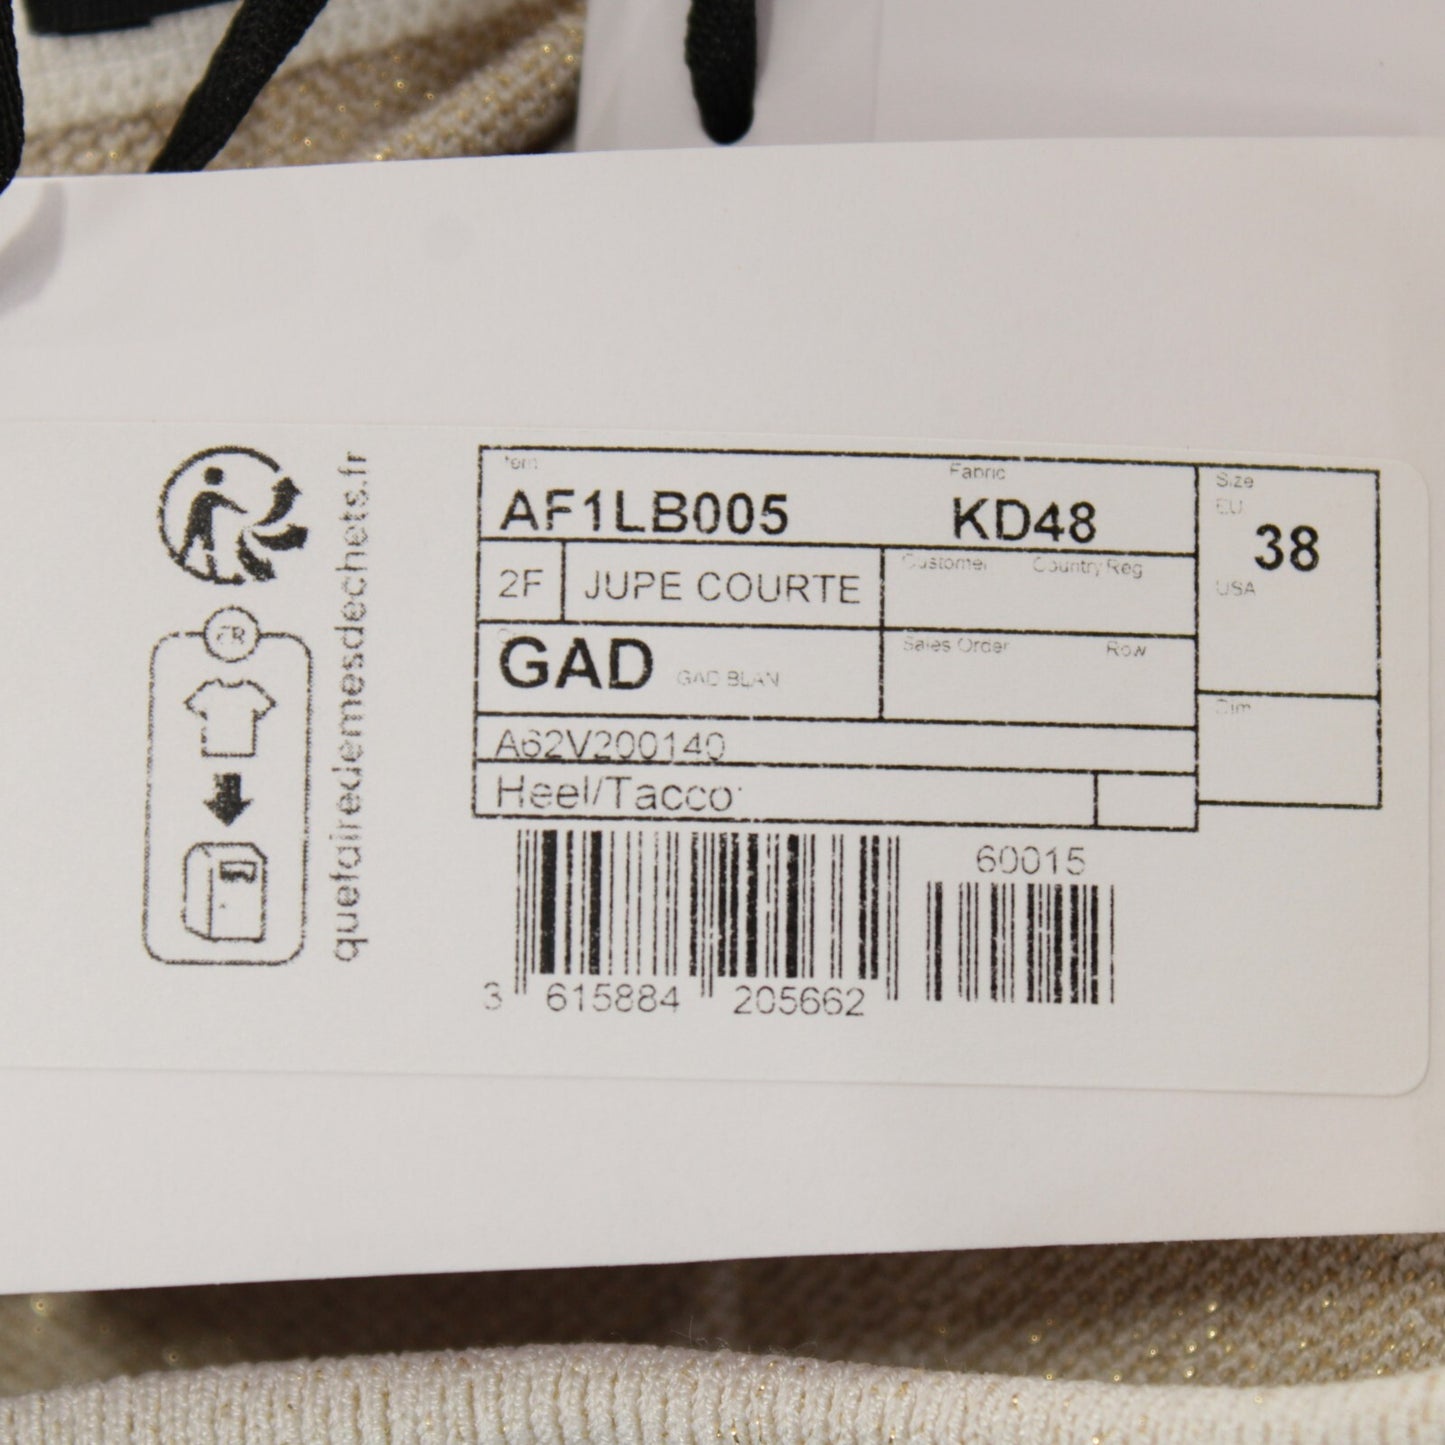 Item
Fabric
Size
AF1LB005
KD48
EU
38
USA
2F
JUPE COURTE
Customer
Country Reg
GAD
GAD BLAN
Sales Order
Row
Dim
A62V200140
Heel/Tacco:
60015
3 615884 205662
FR
quefairedemesdechets.fr